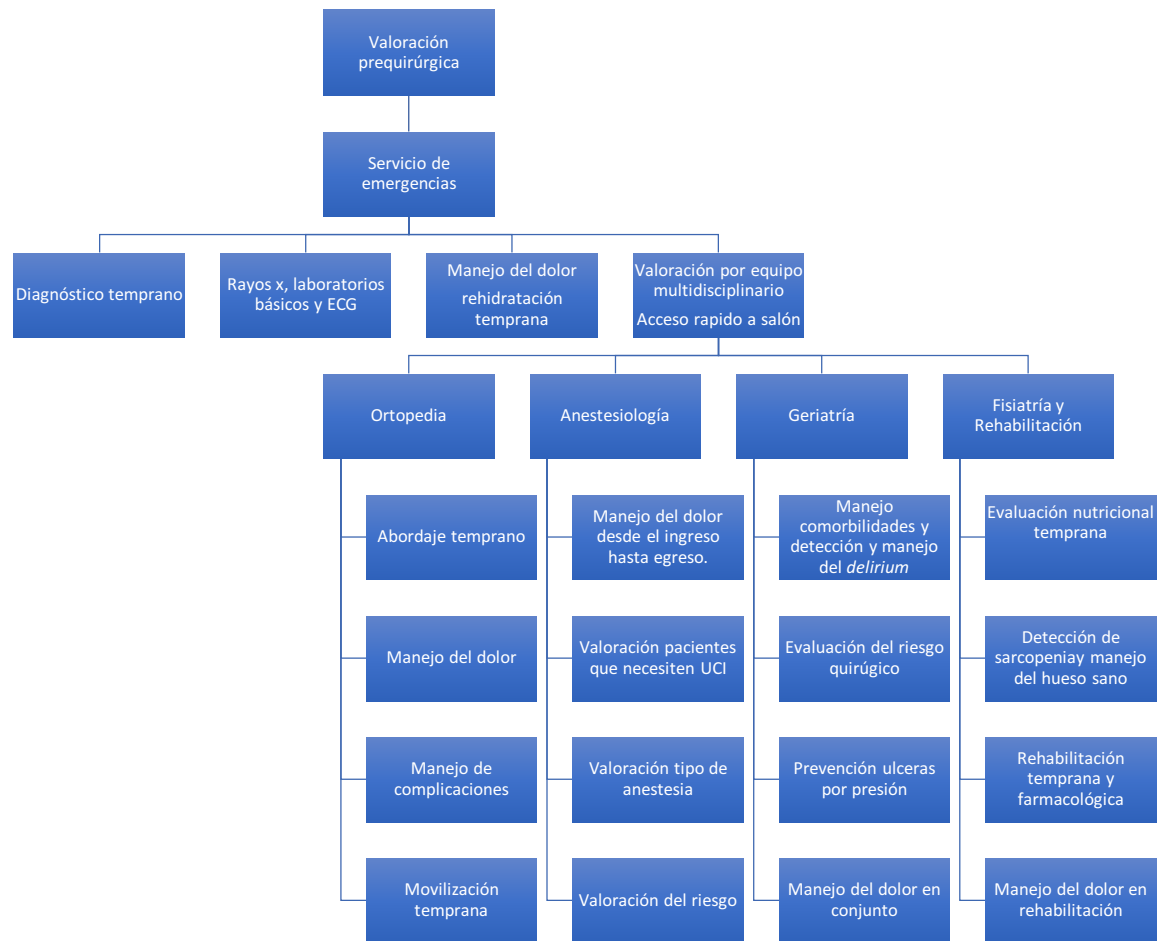 Valoración
prequirúrgica
Servicio de
emergencias
Diagnóstico temprano
Rayos x, laboratorios
básicos y ECG
Manejo del dolor
rehidratación
temprana
Valoración por equipo
multidisciplinario
Acceso rapido a salón
Ortopedia
Anestesiología
Geriatría
Fisiatría y
Rehabilitación
Abordaje temprano
Manejo del dolor
desde el ingreso
hasta egreso.
Manejo
comorbilidades y
detección y manejo
del delirium
Evaluación nutricional
temprana
Manejo del dolor
Valoración pacientes
que necesiten UCI
Evaluación del riesgo
quirúgico
Detección de
sarcopeniay manejo
del hueso sano
Manejo de
complicaciones
Valoración tipo de
anestesia
Prevención ulceras
por presión
Rehabilitación
temprana y
farmacológica
Movilización
temprana
Valoración del riesgo
Manejo del dolor en
conjunto
Manejo del dolor en
rehabilitación